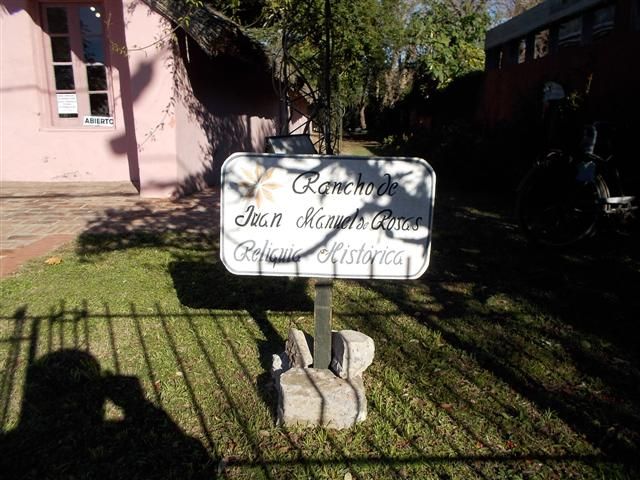 ABIERTO
Rancho de
Juan Manuel de Rosas
Reliquia Histórica